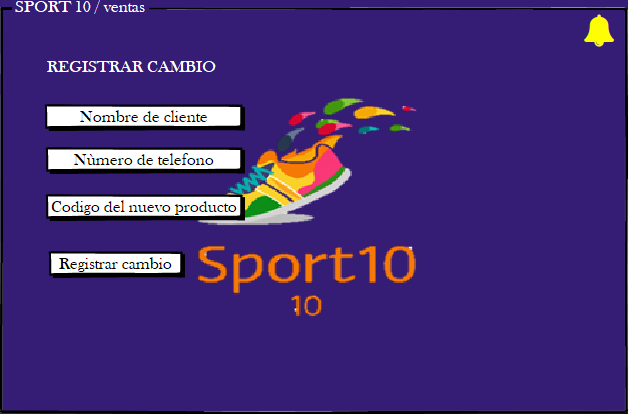 SPORT 10 / ventas
REGISTRAR CAMBIO
Nombre de cliente
Nùmero de telefono
Codigo del nuevo producto
Registrar cambio
Sport10
10